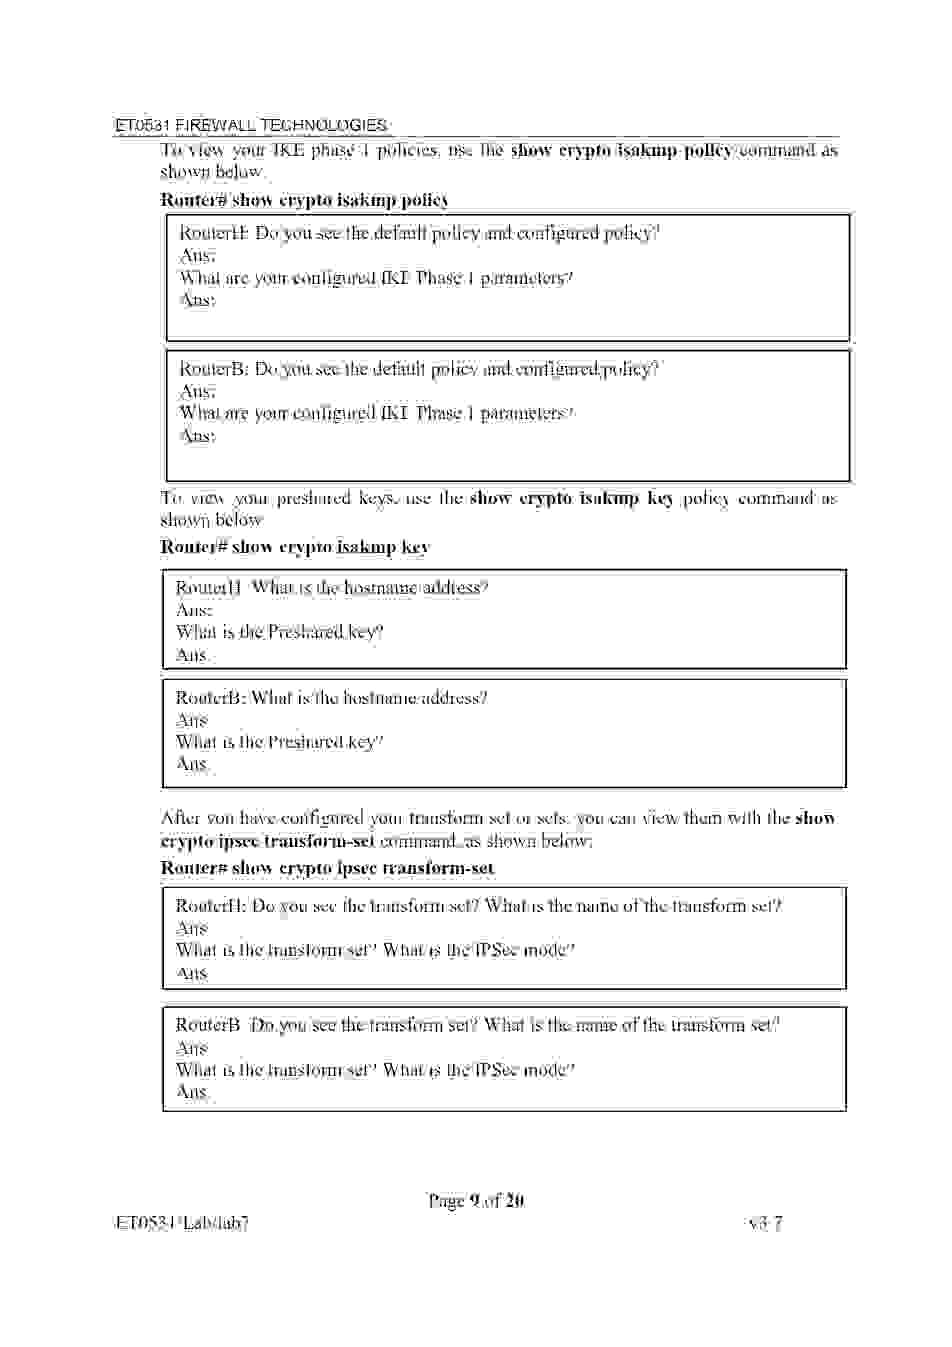 ET0531 FIREWALL TECHNOLOGIES
To view your IKE phase 1 policies, use the show crypto isakmp policy command as
shown below.
Router# show crypto isakmp policy
RouterH: Do you see the default policy and configured policy?
Ans:
What are your configured IKE Phase 1 parameters?
Ans:
RouterB: Do you see the default policy and configured policy?
Ans:
What are your configured IKE Phase 1 parameters?
Ans:
To view your preshared keys, use the show crypto isakmp key policy command as
shown below
Router# show crypto isakmp key
RouterH: What is the hostname address?
Ans:
What is the Preshared key?
Ans:
RouterB: What is the hostname address?
Ans:
What is the Preshared key?
Ans:
After you have configured your transform set or sets, you can view them with the show
crypto ipsec transform-set command, as shown below:
Router# show crypto ipsec transform-set
RouterH: Do you see the transform set? What is the name of the transform set?
Ans:
What is the transform set? What is the IPSec mode?
Ans:
RouterB: Do you see the transform set? What is the name of the transform set?
Ans:
What is the transform set? What is the IPSec mode?
Ans:
Page 9 of 20
ET0531/Lab/lab7 v3.7